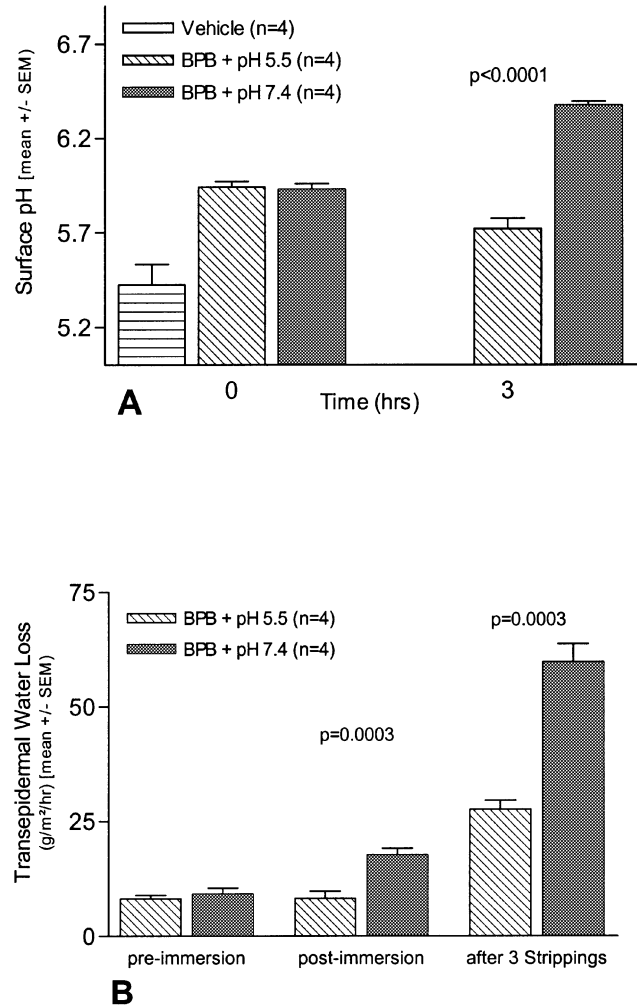 Surface pH [mean +/- SEM]
6.7
6.2
5.7
5.2
Vehicle (n=4)
BPB + pH 5.5 (n=4)
BPB + pH 7.4 (n=4)
p<0.0001
0
3
Time (hrs)
A
Transepidermal Water Loss
(g/m²/hr) [mean +/- SEM)
75
50
25
0
BPB + pH 5.5 (n=4)
BPB + pH 7.4 (n=4)
p=0.0003
p=0.0003
pre-immersion
post-immersion
after 3 Strippings
B